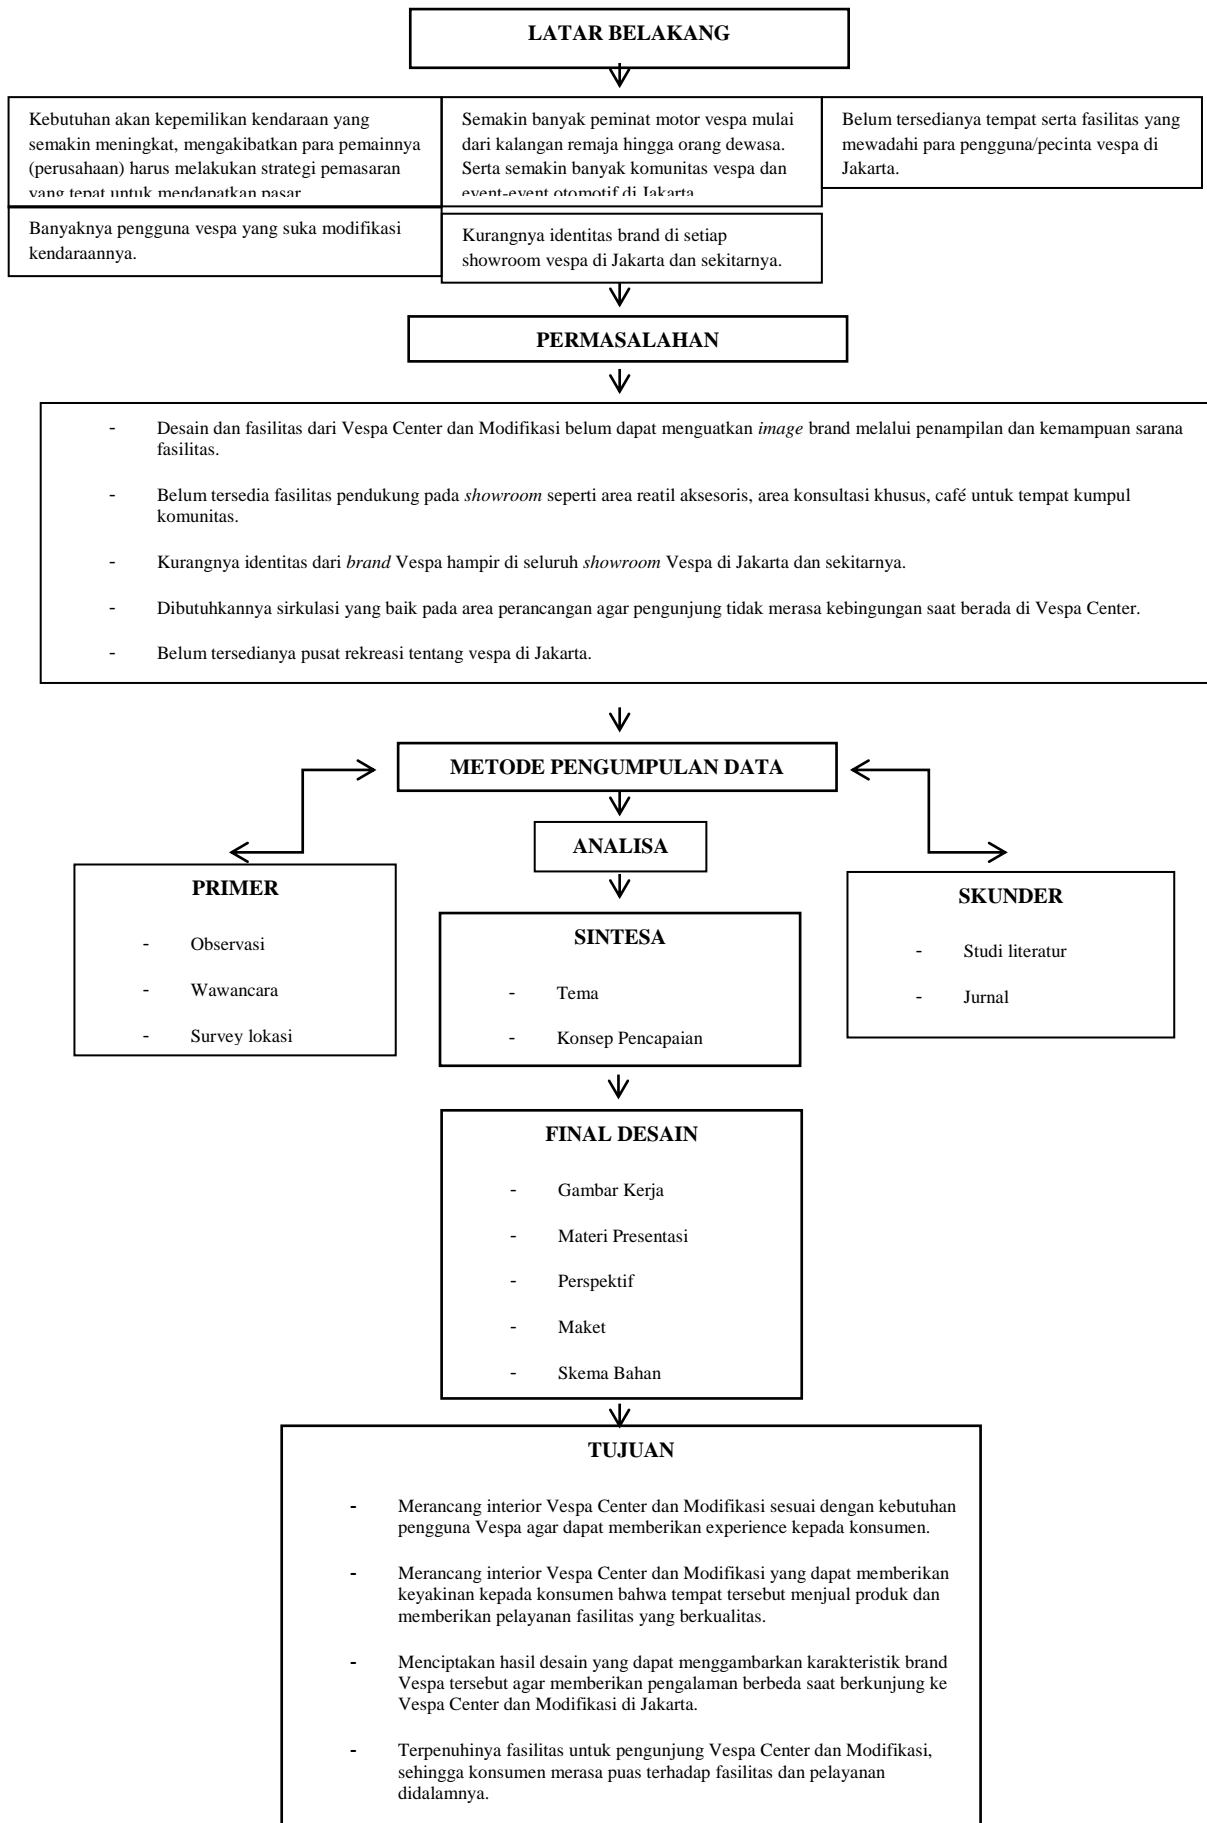 LATAR BELAKANG
Kebutuhan akan kepemilikan kendaraan yang
semakin meningkat, mengakibatkan para pemainnya
(perusahaan) harus melakukan strategi pemasaran
yang tepat untuk mendapatkan pasar
Semakin banyak peminat motor vespa mulai
dari kalangan remaja hingga orang dewasa.
Serta semakin banyak komunitas vespa dan
event-event otomotif di Jakarta
Belum tersedianya tempat serta fasilitas yang
mewadahi para pengguna/pecinta vespa di
Jakarta.
Banyaknya pengguna vespa yang suka modifikasi
kendaraannya.
Kurangnya identitas brand di setiap
showroom vespa di Jakarta dan sekitarnya.
PERMASALAHAN
- Desain dan fasilitas dari Vespa Center dan Modifikasi belum dapat menguatkan image brand melalui penampilan dan kemampuan sarana
fasilitas.
- Belum tersedia fasilitas pendukung pada showroom seperti area reatil aksesoris, area konsultasi khusus, café untuk tempat kumpul
komunitas.
- Kurangnya identitas dari brand Vespa hampir di seluruh showroom Vespa di Jakarta dan sekitarnya.
- Dibutuhkannya sirkulasi yang baik pada area perancangan agar pengunjung tidak merasa kebingungan saat berada di Vespa Center.
- Belum tersedianya pusat rekreasi tentang vespa di Jakarta.
METODE PENGUMPULAN DATA
ANALISA
PRIMER
- Observasi
- Wawancara
- Survey lokasi
SINTESA
- Tema
- Konsep Pencapaian
SKUNDER
- Studi literatur
- Jurnal
FINAL DESAIN
- Gambar Kerja
- Materi Presentasi
- Perspektif
- Maket
- Skema Bahan
TUJUAN
- Merancang interior Vespa Center dan Modifikasi sesuai dengan kebutuhan
pengguna Vespa agar dapat memberikan experience kepada konsumen.
- Merancang interior Vespa Center dan Modifikasi yang dapat memberikan
keyakinan kepada konsumen bahwa tempat tersebut menjual produk dan
memberikan pelayanan fasilitas yang berkualitas.
- Menciptakan hasil desain yang dapat menggambarkan karakteristik brand
Vespa tersebut agar memberikan pengalaman berbeda saat berkunjung ke
Vespa Center dan Modifikasi di Jakarta.
- Terpenuhinya fasilitas untuk pengunjung Vespa Center dan Modifikasi,
sehingga konsumen merasa puas terhadap fasilitas dan pelayanan
didalamnya.